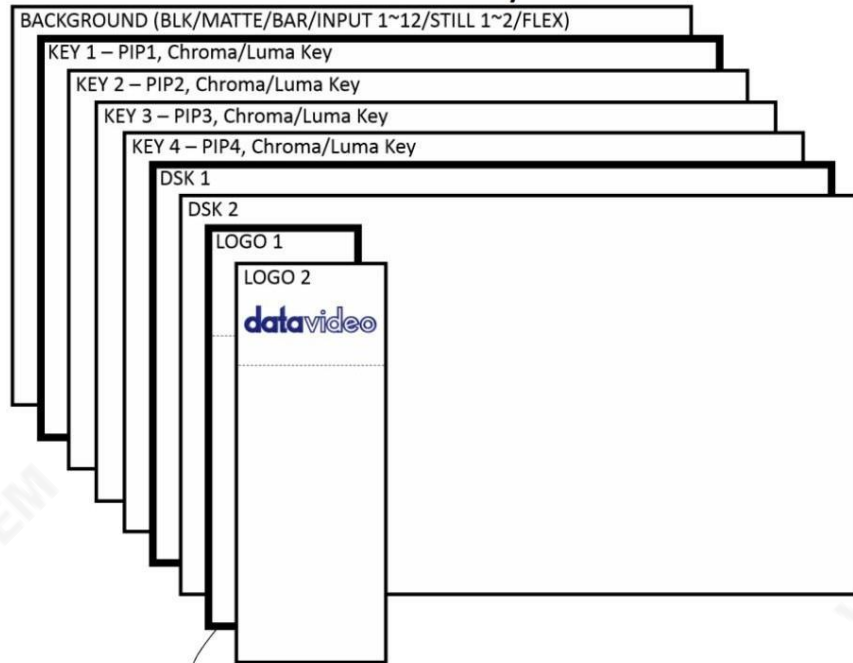 BACKGROUND (BLK/MATTE/BAR/INPUT 1~12/STILL 1~2/FLEX)
KEY 1 – PIP1, Chroma/Luma Key
KEY 2 – PIP2, Chroma/Luma Key
KEY 3 – PIP3, Chroma/Luma Key
KEY 4 – PIP4, Chroma/Luma Key
DSK 1
DSK 2
LOGO 1
LOGO 2
datavideo